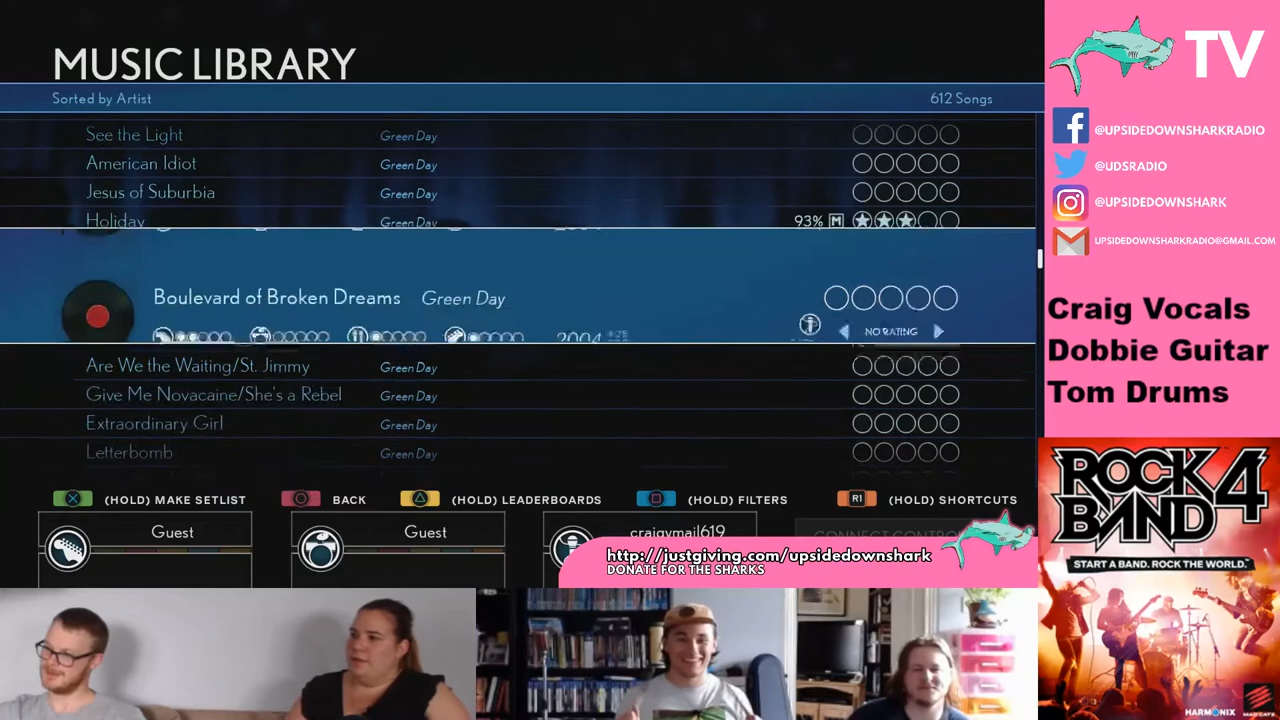 MUSIC LIBRARY
Sorted by Artist 612 Songs
See the Light Green Day
American Idiot Green Day
Jesus of Suburbia Green Day
Holiday Green Day 93% M
Boulevard of Broken Dreams Green Day
2004 NO RATING
Are We the Waiting/St. Jimmy Green Day
Give Me Novacaine/She's a Rebel Green Day
Extraordinary Girl Green Day
Letterbomb Green Day
(HOLD) MAKE SETLIST BACK (HOLD) LEADERBOARDS (HOLD) FILTERS R1 (HOLD) SHORTCUTS
Guest Guest craigymail619
http://justgiving.com/upsidedownshark
DONATE FOR THE SHARKS
TV
@UPSIDEDOWNSHARKRADIO
@UDSRADIO
@UPSIDEDOWNSHARK
UPSIDEDOWNSHARKRADIO@GMAIL.COM
Craig Vocals
Dobbie Guitar
Tom Drums
ROCK
BAND 4
START A BAND. ROCK THE WORLD.™
HARMONIX MAD CATZ